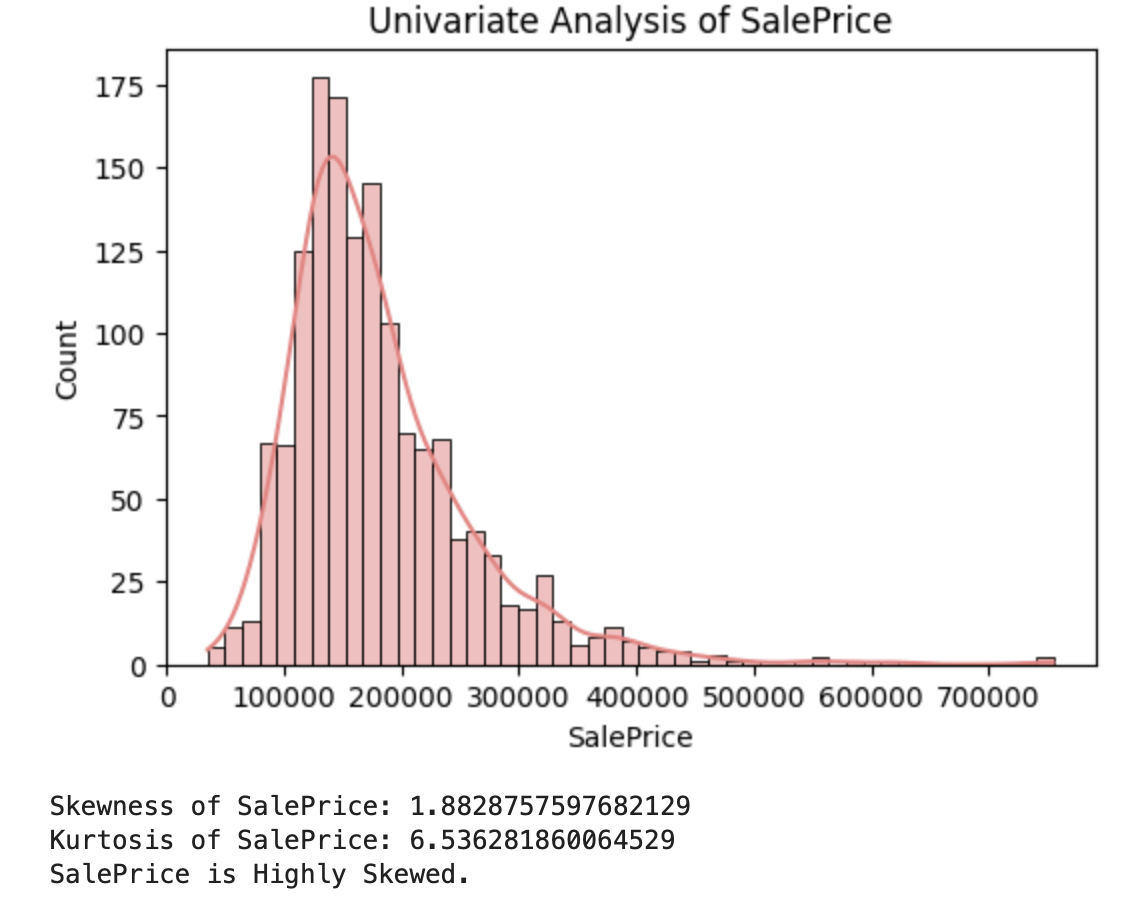 Univariate Analysis of SalePrice
175
150
125
100
75
50
25
0
Count
0 100000 200000 300000 400000 500000 600000 700000
SalePrice
Skewness of SalePrice: 1.8828757597682129
Kurtosis of SalePrice: 6.536281860064529
SalePrice is Highly Skewed.